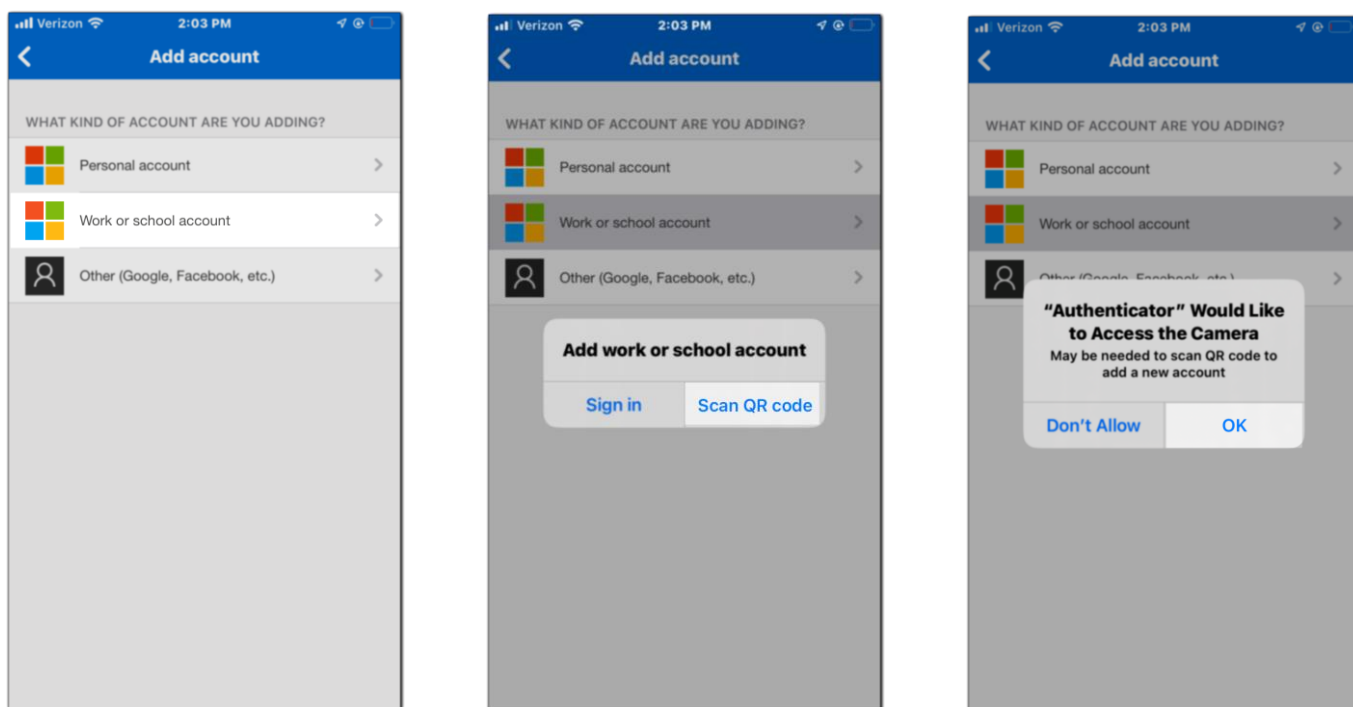 Verizon 2:03 PM
Add account
WHAT KIND OF ACCOUNT ARE YOU ADDING?
Personal account
Work or school account
Other (Google, Facebook, etc.)
Verizon 2:03 PM
Add account
WHAT KIND OF ACCOUNT ARE YOU ADDING?
Personal account
Work or school account
Other (Google, Facebook, etc.)
Add work or school account
Sign in Scan QR code
Verizon 2:03 PM
Add account
WHAT KIND OF ACCOUNT ARE YOU ADDING?
Personal account
Work or school account
Other (Google, Facebook, etc.)
“Authenticator” Would Like
to Access the Camera
May be needed to scan QR code to
add a new account
Don’t Allow OK